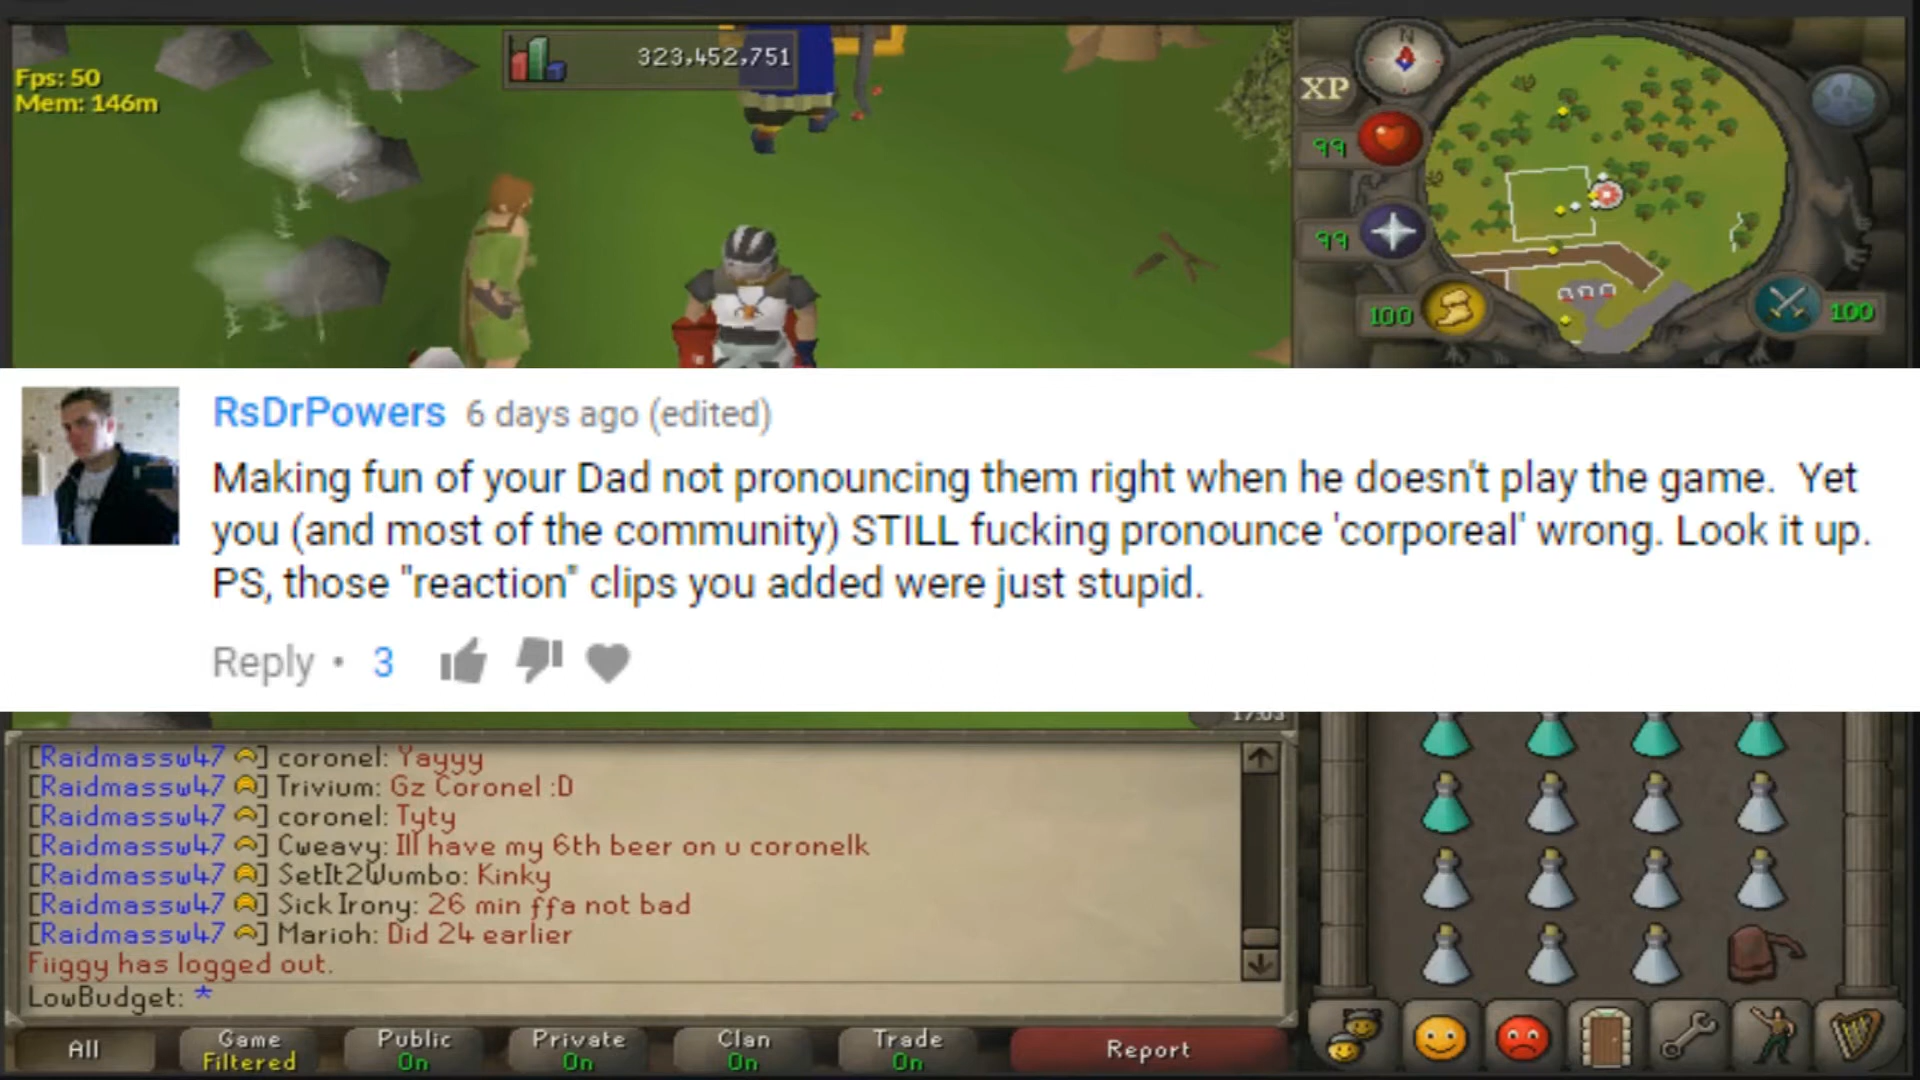 323,452,751
Fps: 50
Mem: 146m
N
XP
99
99
100
100
RsDrPowers 6 days ago (edited)
Making fun of your Dad not pronouncing them right when he doesn't play the game. Yet
you (and most of the community) STILL fucking pronounce 'corporeal' wrong. Look it up.
PS, those "reaction" clips you added were just stupid.
Reply • 3
17:03
[Raidmassw47] coronel: Yayyy
[Raidmassw47] Trivium: Gz Coronel :D
[Raidmassw47] coronel: Tyty
[Raidmassw47] Cweavy: Ill have my 6th beer on u coronelk
[Raidmassw47] SetIt2Wumbo: Kinky
[Raidmassw47] Sick Irony: 26 min ffa not bad
[Raidmassw47] Marioh: Did 24 earlier
Fiiggy has logged out.
LowBudget: *
All
Game
Filtered
Public
On
Private
On
Clan
On
Trade
On
Report